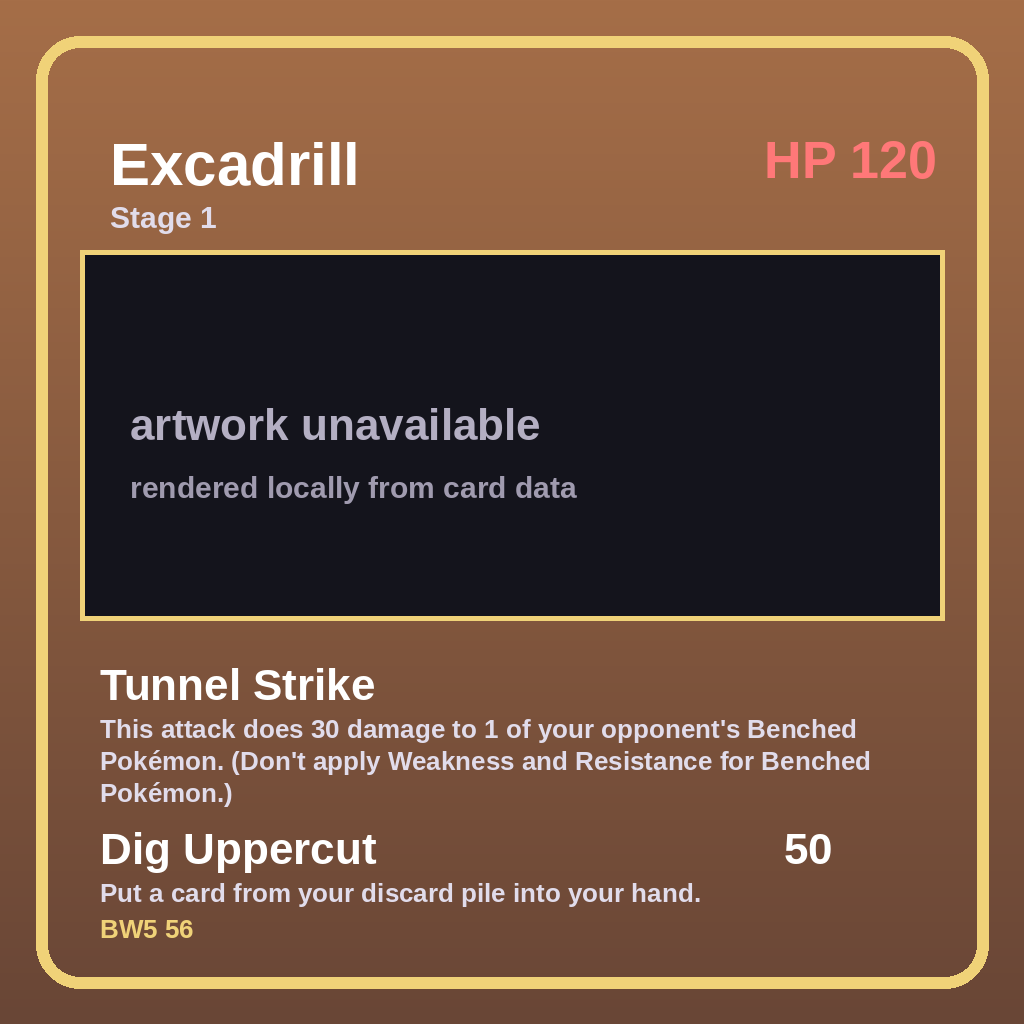 Excadrill
HP 120
Stage 1
artwork unavailable
rendered locally from card data
Tunnel Strike
This attack does 30 damage to 1 of your opponent's Benched
Pokémon. (Don't apply Weakness and Resistance for Benched
Pokémon.)
Dig Uppercut 50
Put a card from your discard pile into your hand.
BW5 56